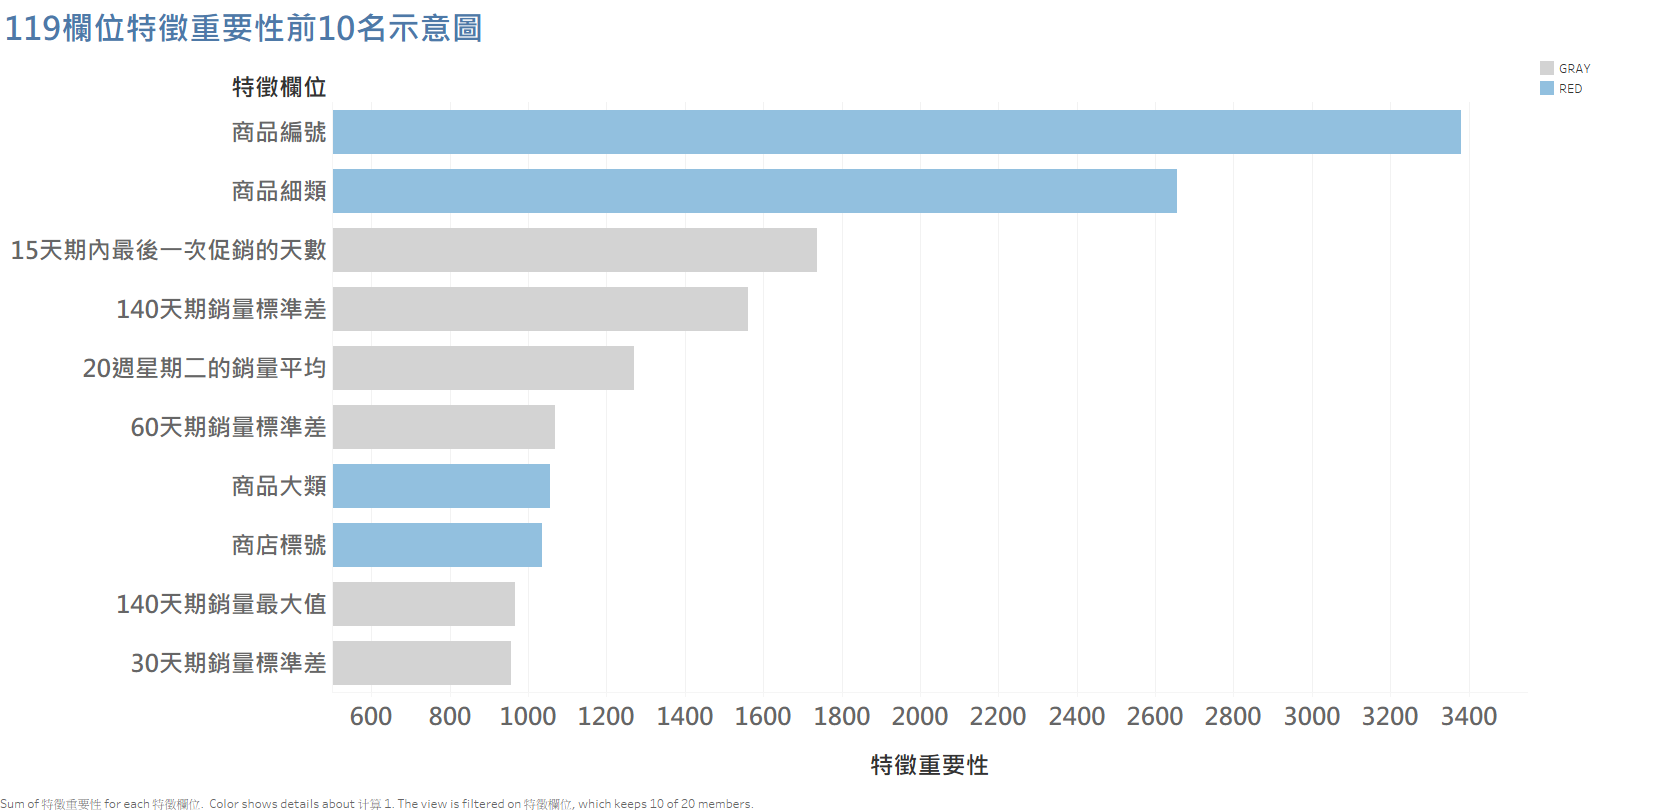 119欄位特徵重要性前10名示意圖
GRAY
RED
特徵欄位
商品編號
商品細類
15天期內最後一次促銷的天數
140天期銷量標準差
20週星期二的銷量平均
60天期銷量標準差
商品大類
商店標號
140天期銷量最大值
30天期銷量標準差
600 800 1000 1200 1400 1600 1800 2000 2200 2400 2600 2800 3000 3200 3400
特徵重要性
Sum of 特徵重要性 for each 特徵欄位. Color shows details about 计算 1. The view is filtered on 特徵欄位, which keeps 10 of 20 members.